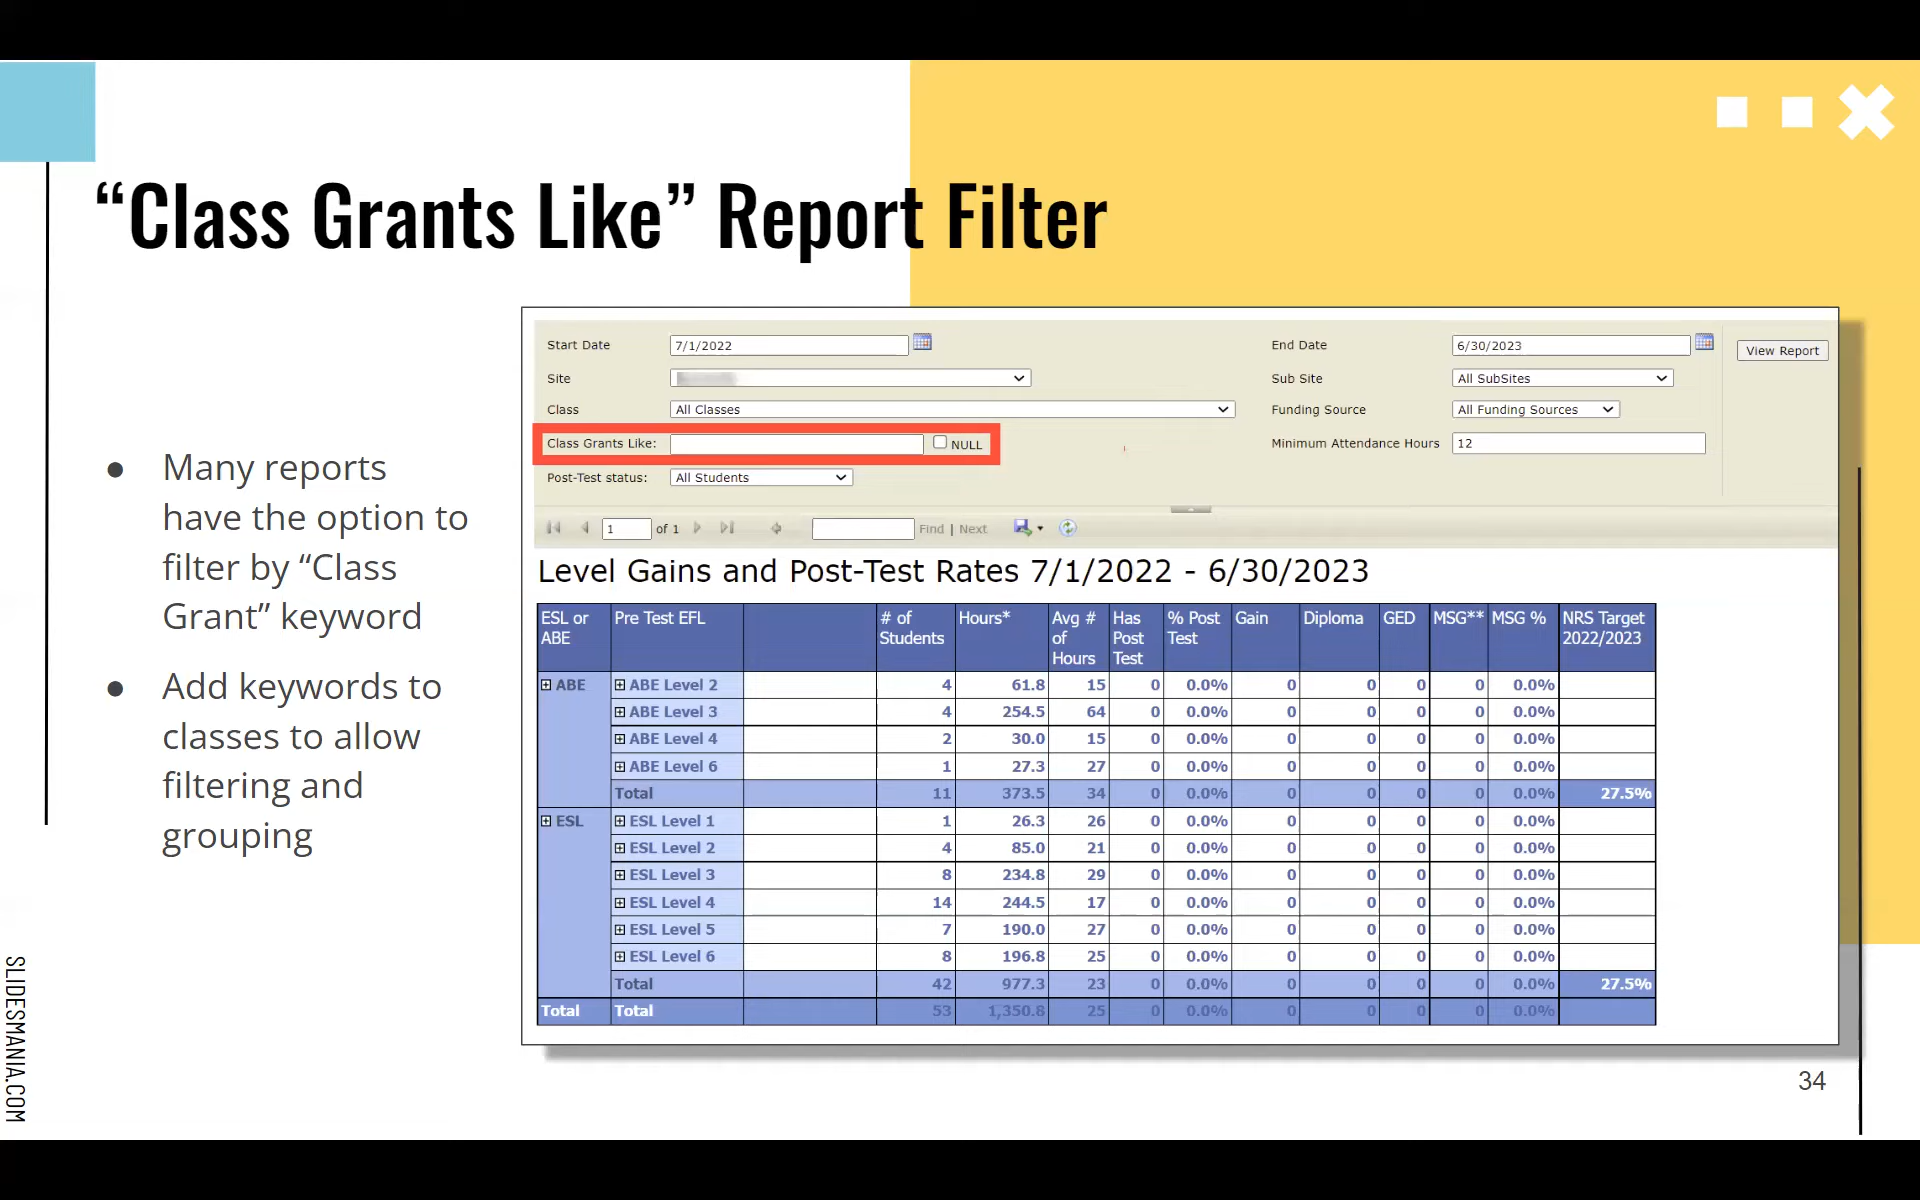 “Class Grants Like” Report Filter
● Many reports
have the option to
filter by “Class
Grant” keyword
● Add keywords to
classes to allow
filtering and
grouping
Start Date 7/1/2022 End Date 6/30/2023 View Report
Site Sub Site All SubSites
Class All Classes Funding Source All Funding Sources
Class Grants Like: NULL Minimum Attendance Hours 12
Post-Test status: All Students
1 of 1 Find | Next
Level Gains and Post-Test Rates 7/1/2022 - 6/30/2023
ESL or ABE Pre Test EFL # of Students Hours* Avg # of Hours Has Post Test % Post Test Gain Diploma GED MSG** MSG % NRS Target 2022/2023
ABE ABE Level 2 4 61.8 15 0 0.0% 0 0 0 0 0.0%
ABE Level 3 4 254.5 64 0 0.0% 0 0 0 0 0.0%
ABE Level 4 2 30.0 15 0 0.0% 0 0 0 0 0.0%
ABE Level 6 1 27.3 27 0 0.0% 0 0 0 0 0.0%
Total 11 373.5 34 0 0.0% 0 0 0 0 0.0% 27.5%
ESL ESL Level 1 1 26.3 26 0 0.0% 0 0 0 0 0.0%
ESL Level 2 4 85.0 21 0 0.0% 0 0 0 0 0.0%
ESL Level 3 8 234.8 29 0 0.0% 0 0 0 0 0.0%
ESL Level 4 14 244.5 17 0 0.0% 0 0 0 0 0.0%
ESL Level 5 7 190.0 27 0 0.0% 0 0 0 0 0.0%
ESL Level 6 8 196.8 25 0 0.0% 0 0 0 0 0.0%
Total 42 977.3 23 0 0.0% 0 0 0 0 0.0% 27.5%
Total Total 53 1,350.8 25 0 0.0% 0 0 0 0 0.0%
SLIDESMANIA.COM
34